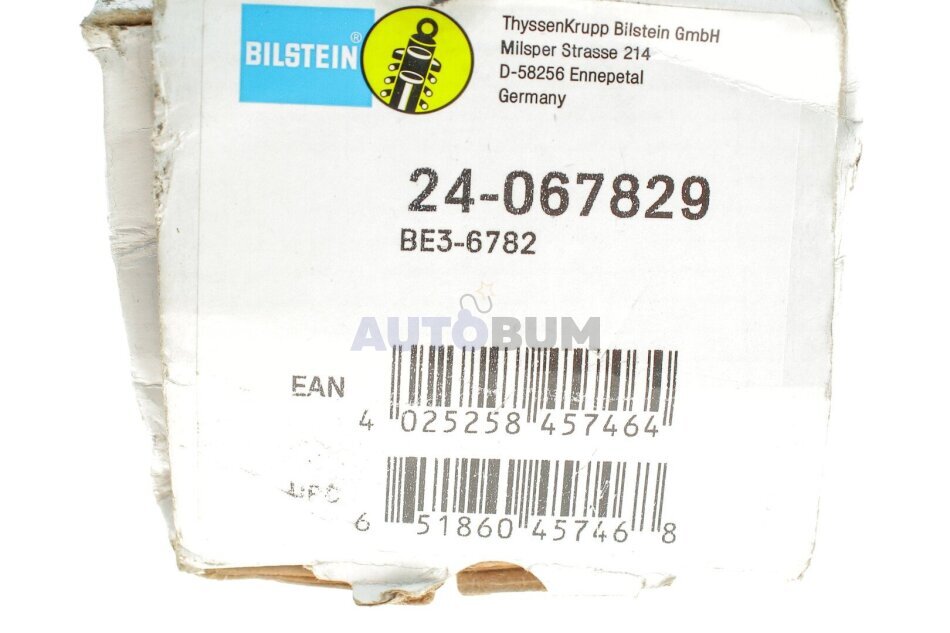 BILSTEIN®
ThyssenKrupp Bilstein GmbH
Milsper Strasse 214
D-58256 Ennepetal
Germany
24-067829
BE3-6782
AUTOBUM
EAN
4 025258 457464
UPC
6 51860 45746 8